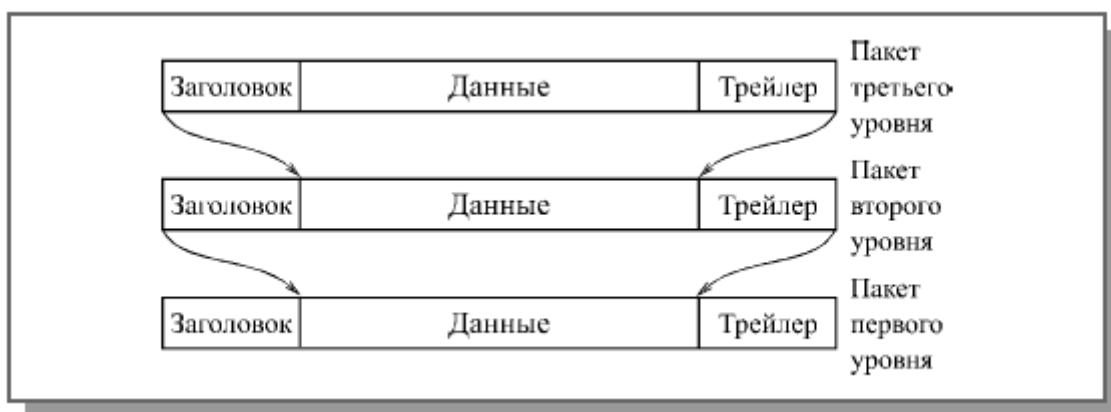 Заголовок Данные Трейлер
Пакет
третьего
уровня
Заголовок Данные Трейлер
Пакет
второго
уровня
Заголовок Данные Трейлер
Пакет
первого
уровня